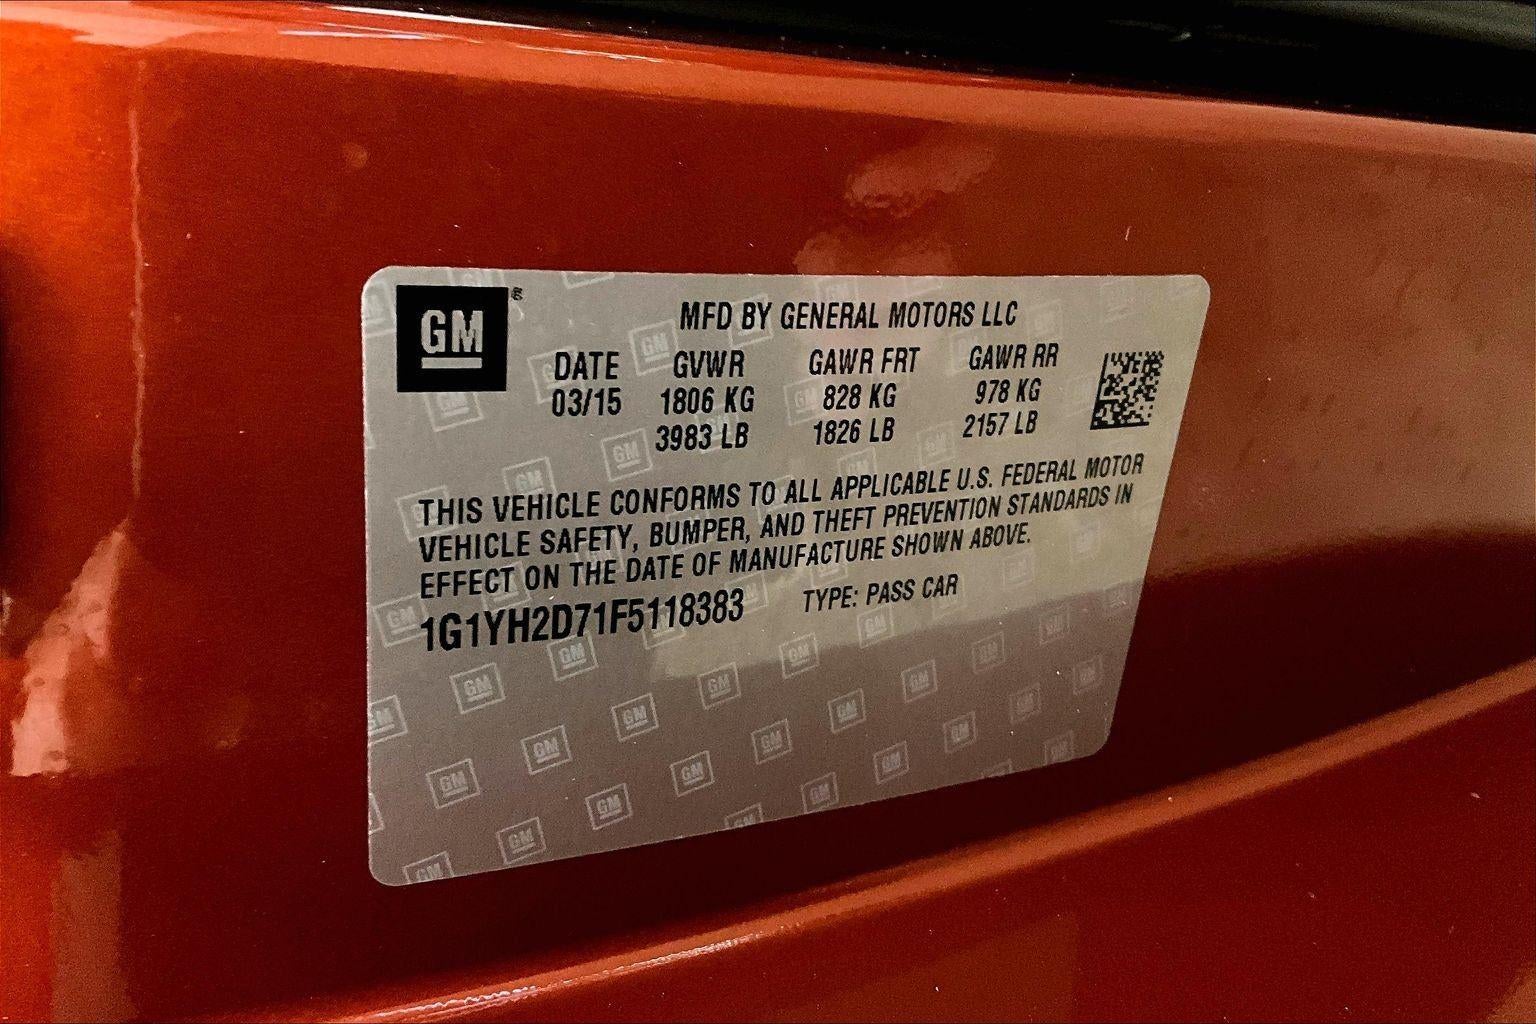 GM®
MFD BY GENERAL MOTORS LLC
DATE GVWR GAWR FRT GAWR RR
03/15 1806 KG 828 KG 978 KG
3983 LB 1826 LB 2157 LB
THIS VEHICLE CONFORMS TO ALL APPLICABLE U.S. FEDERAL MOTOR
VEHICLE SAFETY, BUMPER, AND THEFT PREVENTION STANDARDS IN
EFFECT ON THE DATE OF MANUFACTURE SHOWN ABOVE.
1G1YH2D71F5118383 TYPE: PASS CAR